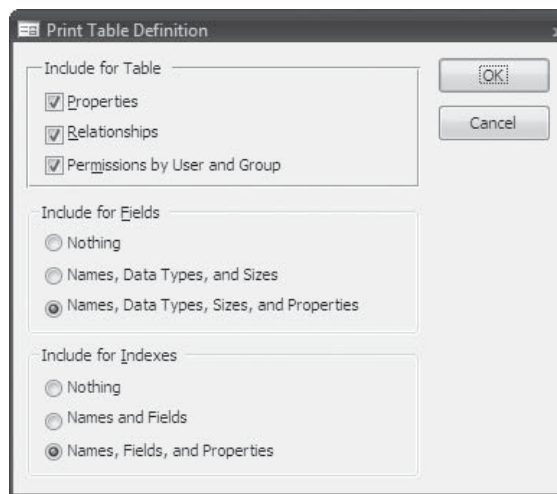 Print Table Definition
Include for Table
Properties
Relationships
Permissions by User and Group
OK
Cancel
Include for Fields
Nothing
Names, Data Types, and Sizes
Names, Data Types, Sizes, and Properties
Include for Indexes
Nothing
Names and Fields
Names, Fields, and Properties